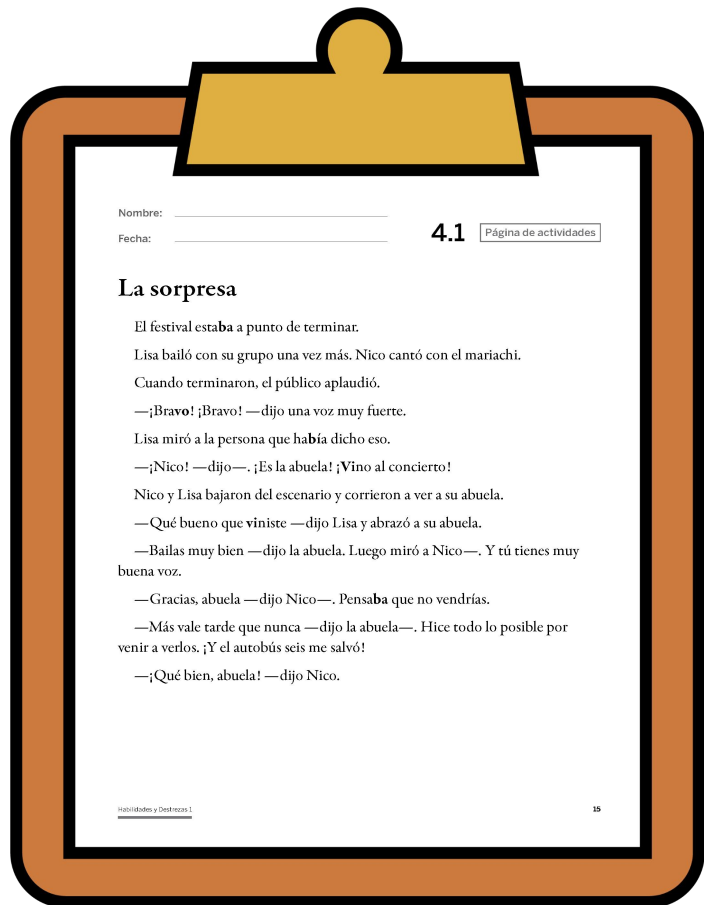 Nombre:
Fecha:
4.1 Página de actividades
La sorpresa
El festival estaba a punto de terminar.
Lisa bailó con su grupo una vez más. Nico cantó con el mariachi.
Cuando terminaron, el público aplaudió.
—¡Bravo! ¡Bravo! —dijo una voz muy fuerte.
Lisa miró a la persona que había dicho eso.
—¡Nico! —dijo—. ¡Es la abuela! ¡Vino al concierto!
Nico y Lisa bajaron del escenario y corrieron a ver a su abuela.
—Qué bueno que viniste —dijo Lisa y abrazó a su abuela.
—Bailas muy bien —dijo la abuela. Luego miró a Nico—. Y tú tienes muy
buena voz.
—Gracias, abuela —dijo Nico—. Pensaba que no vendrías.
—Más vale tarde que nunca —dijo la abuela—. Hice todo lo posible por
venir a verlos. ¡Y el autobús seis me salvó!
—¡Qué bien, abuela! —dijo Nico.
Habilidades y Destrezas 1
15